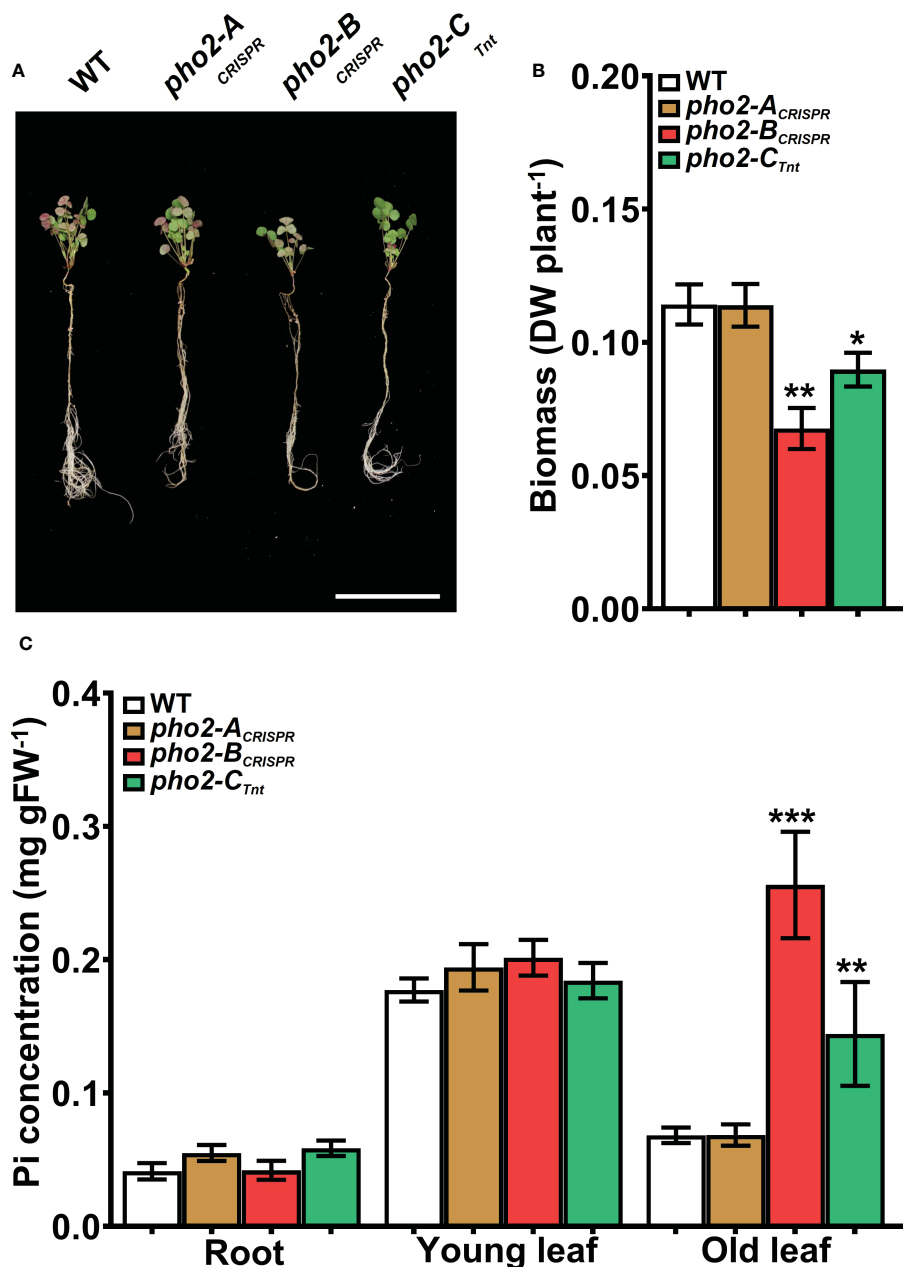 A
WT
pho2-A CRISPR
pho2-B CRISPR
pho2-C Tnt
B
0.20
0.15
0.10
0.05
0.00
Biomass (DW plant-1)
WT
pho2-ACRISPR
pho2-BCRISPR
pho2-CTnt
**
*
C
0.4
0.3
0.2
0.1
0.0
Pi concentration (mg gFW-1)
WT
pho2-ACRISPR
pho2-BCRISPR
pho2-CTnt
***
**
Root
Young leaf
Old leaf